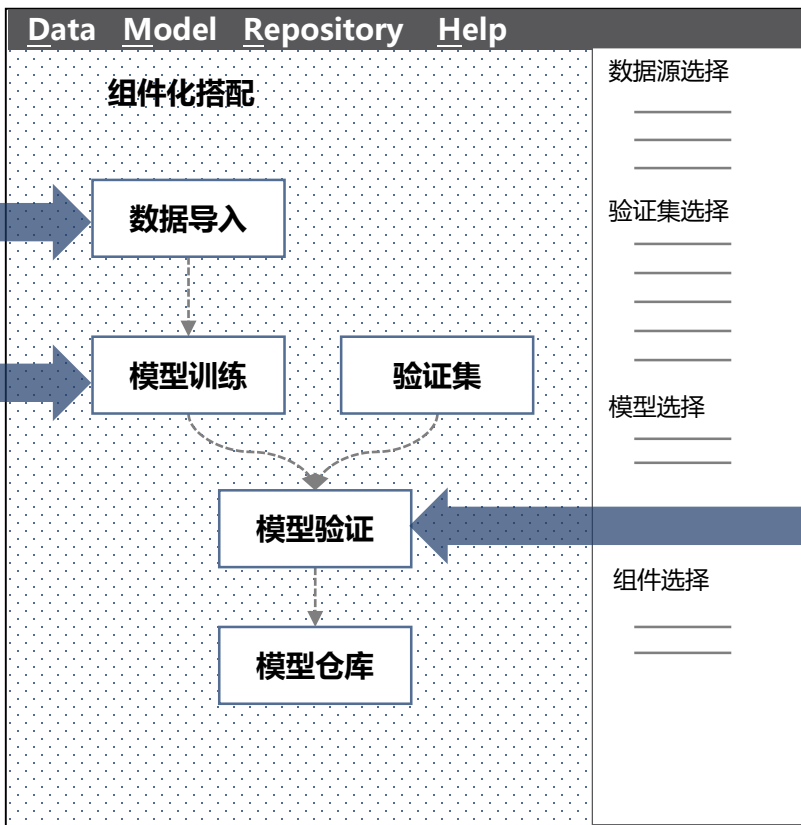 Data Model Repository Help
组件化搭配
数据导入
模型训练
验证集
模型验证
模型仓库
数据源选择
验证集选择
模型选择
组件选择